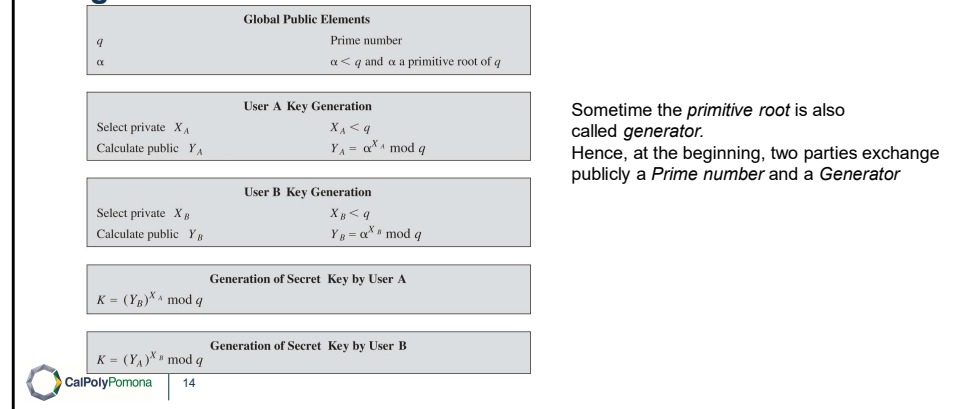 Global Public Elements
q Prime number
α α < q and α a primitive root of q
User A Key Generation
Select private X_A X_A < q
Calculate public Y_A Y_A = α^{X_A} mod q
User B Key Generation
Select private X_B X_B < q
Calculate public Y_B Y_B = α^{X_B} mod q
Generation of Secret Key by User A
K = (Y_B)^{X_A} mod q
Generation of Secret Key by User B
K = (Y_A)^{X_B} mod q
Sometime the primitive root is also
called generator.
Hence, at the beginning, two parties exchange
publicly a Prime number and a Generator
CalPolyPomona 14